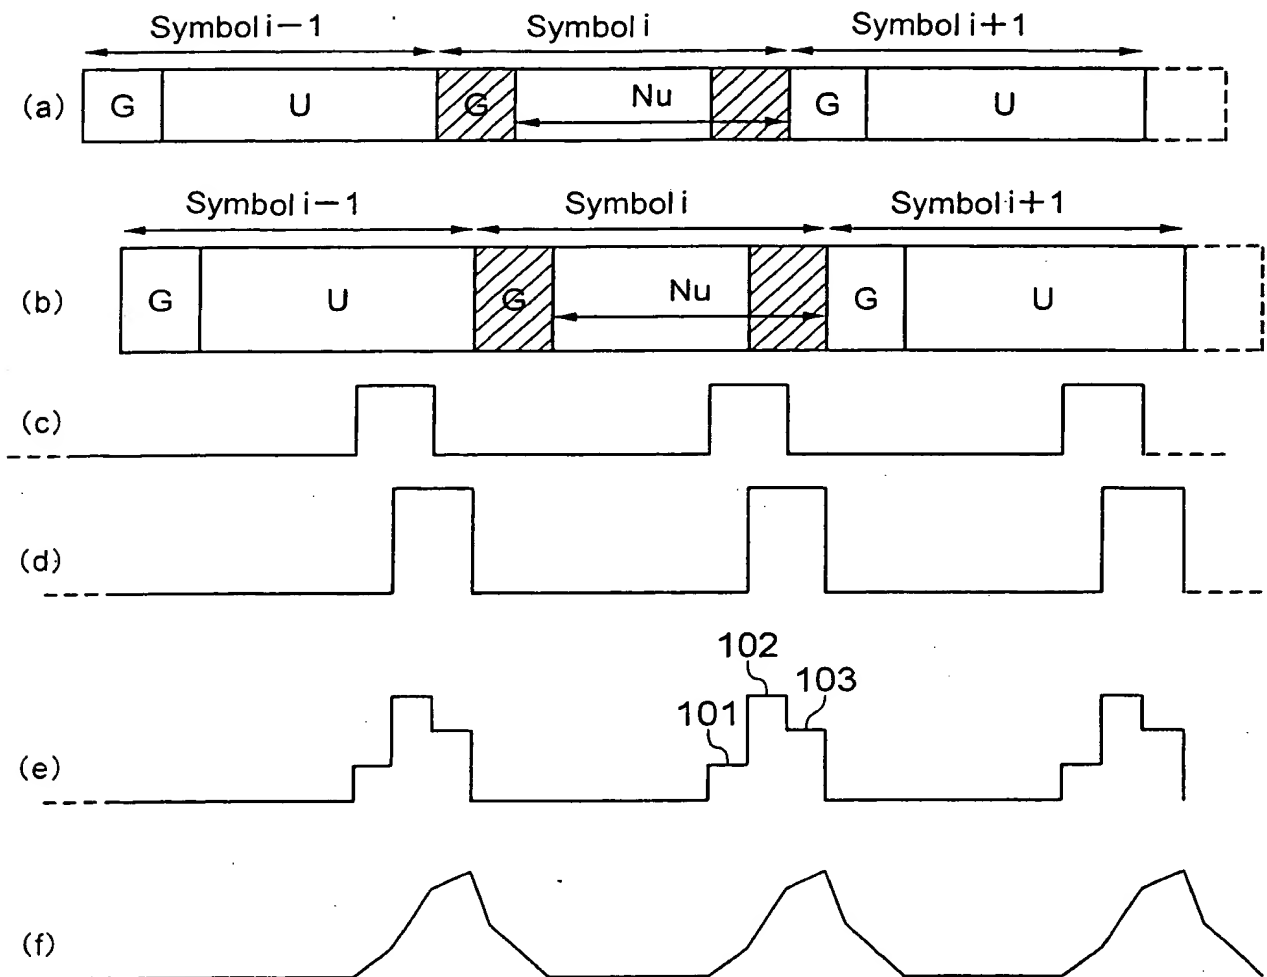 Symbol i−1 Symbol i Symbol i+1
(a) G U G Nu G U
Symbol i−1 Symbol i Symbol i+1
(b) G U G Nu G U
(c)
(d)
102
101 103
(e)
(f)